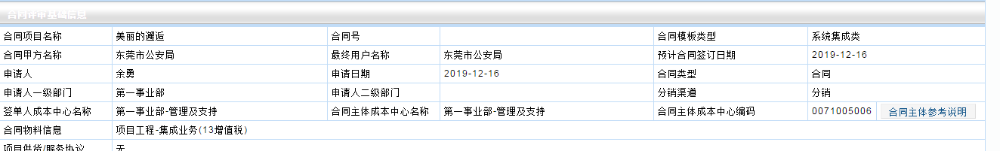 合同评审基础信息
合同项目名称 美丽的邂逅 合同号 合同模板类型 系统集成类
合同甲方名称 东莞市公安局 最终用户名称 东莞市公安局 预计合同签订日期 2019-12-16
申请人 余勇 申请日期 2019-12-16 合同类型 合同
申请人一级部门 第一事业部 申请人二级部门 分销渠道 分销
签单人成本中心名称 第一事业部-管理及支持 合同主体成本中心名称 第一事业部-管理及支持 合同主体成本中心编码 0071005006 合同主体参考说明
合同物料信息 项目工程-集成业务(13增值税)
项目供货/服务协议 无